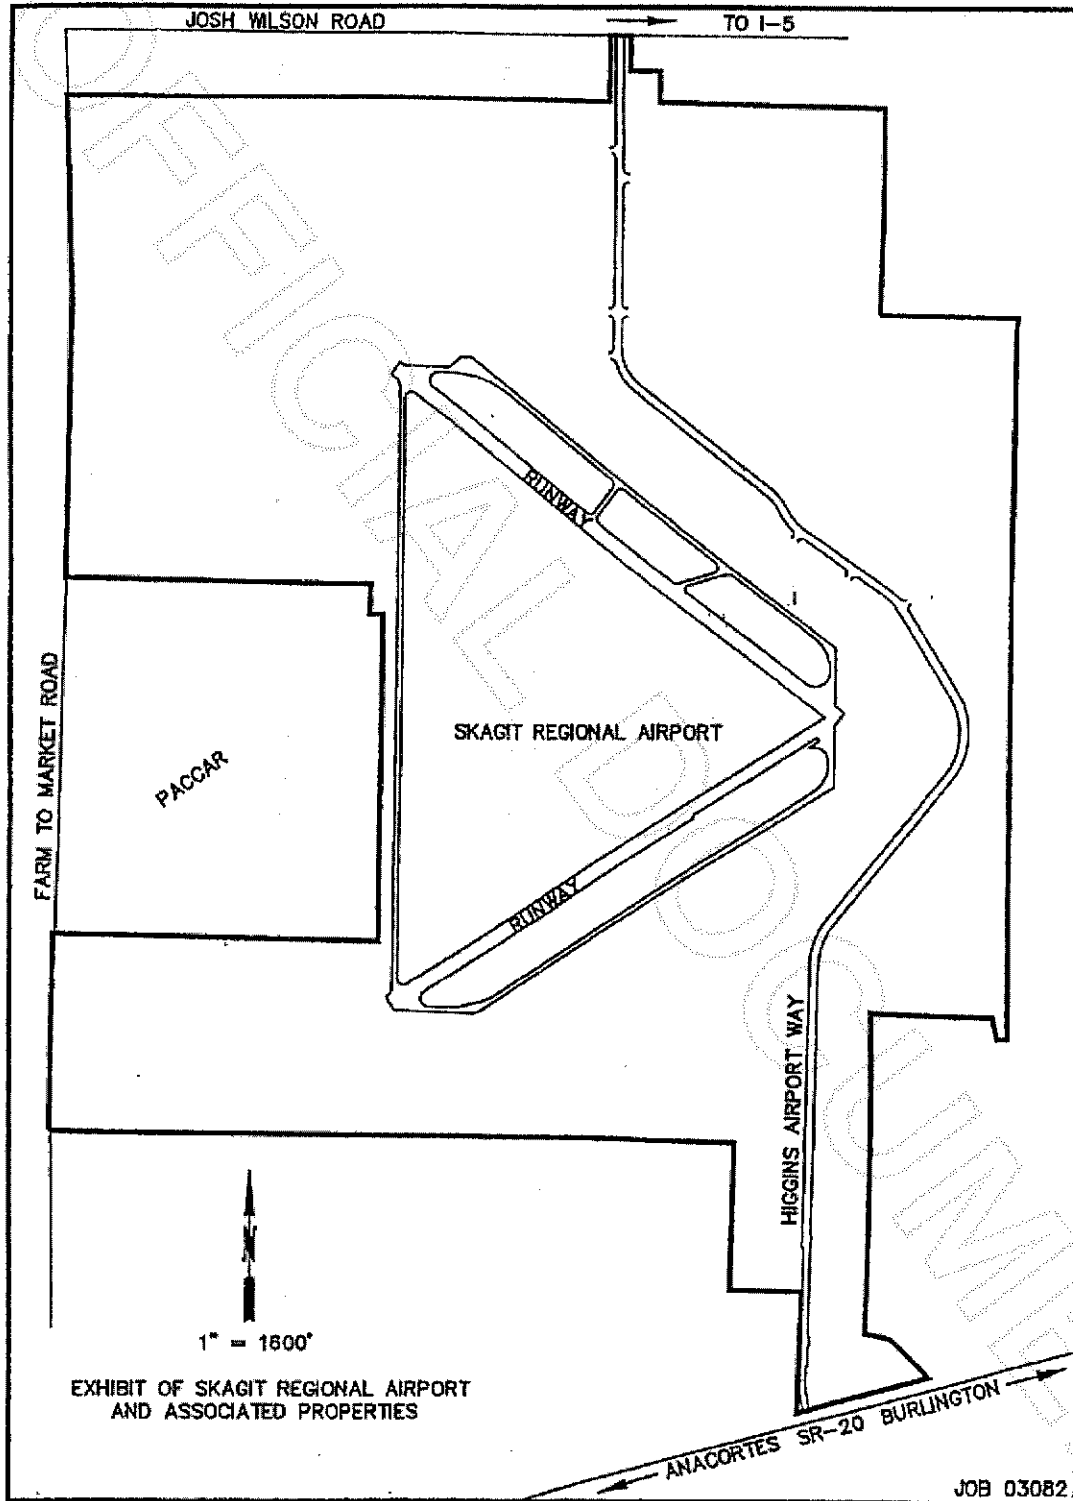 JOSH WILSON ROAD
TO I-5
RUNWAY
SKAGIT REGIONAL AIRPORT
FARM TO MARKET ROAD
PACCAR
RUNWAY
HIGGINS AIRPORT WAY
N
1" = 1600'
EXHIBIT OF SKAGIT REGIONAL AIRPORT
AND ASSOCIATED PROPERTIES
ANACORTES SR-20 BURLINGTON
JOB 03082
OFFICIAL DOCUME